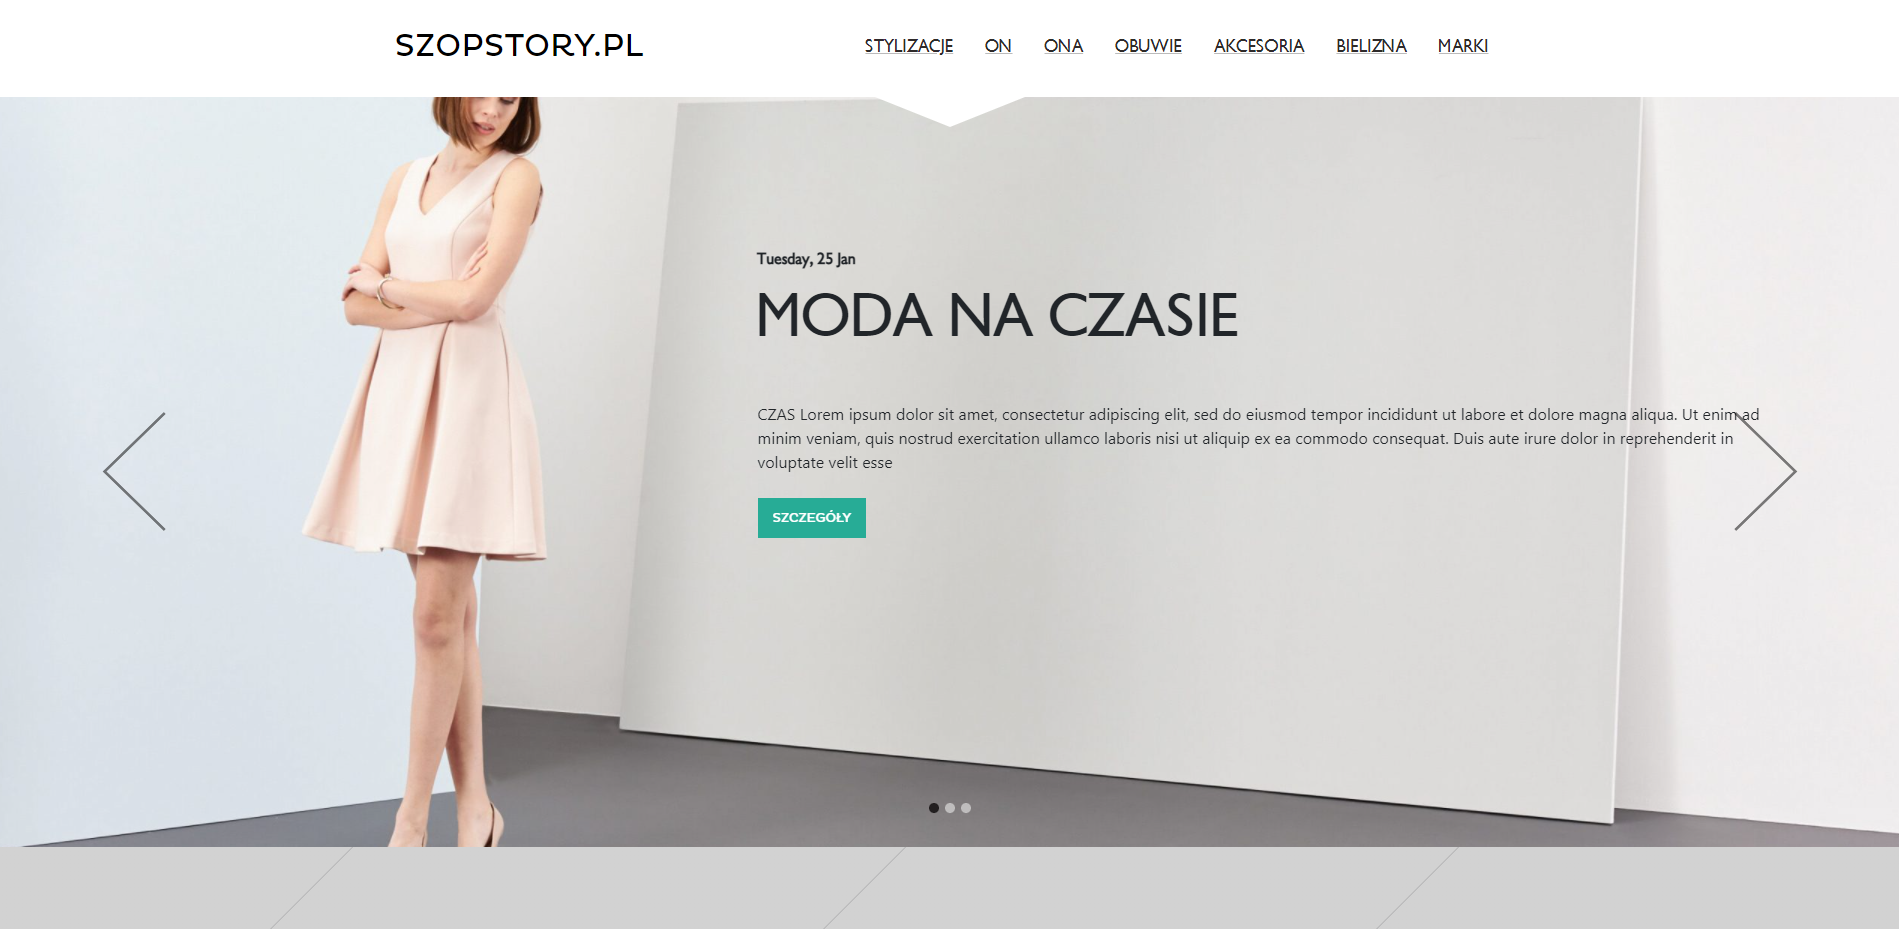 SZOPSTORY.PL
STYLIZACJE ON ONA OBUWIE AKCESORIA BIELIZNA MARKI
Tuesday, 25 Jan
MODA NA CZASIE
CZAS Lorem ipsum dolor sit amet, consectetur adipiscing elit, sed do eiusmod tempor incididunt ut labore et dolore magna aliqua. Ut enim ad
minim veniam, quis nostrud exercitation ullamco laboris nisi ut aliquip ex ea commodo consequat. Duis aute irure dolor in reprehenderit in
voluptate velit esse
SZCZEGÓŁY